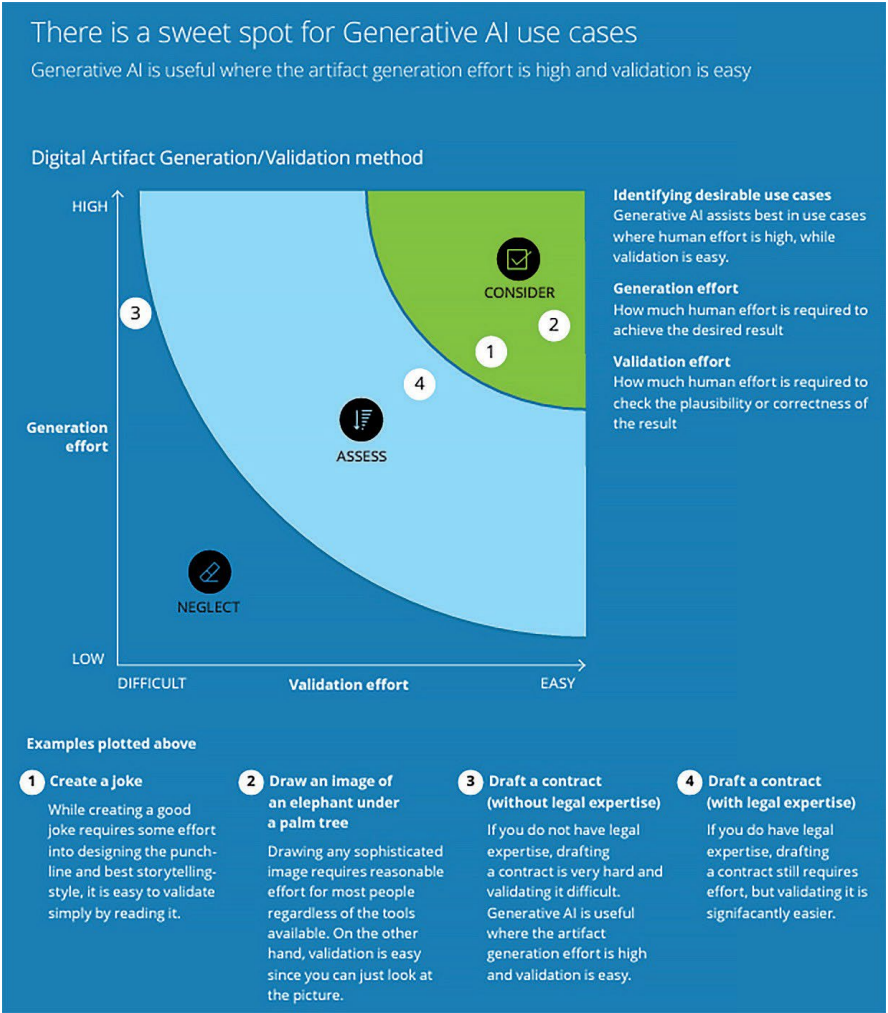 There is a sweet spot for Generative AI use cases
Generative AI is useful where the artifact generation effort is high and validation is easy
Digital Artifact Generation/Validation method
HIGH
3
CONSIDER
2
1
4
Generation
effort
ASSESS
NEGLECT
LOW
DIFFICULT
Validation effort
EASY
Identifying desirable use cases
Generative AI assists best in use cases
where human effort is high, while
validation is easy.
Generation effort
How much human effort is required to
achieve the desired result
Validation effort
How much human effort is required to
check the plausibility or correctness of
the result
Examples plotted above
1 Create a joke
While creating a good
joke requires some effort
into designing the punch-
line and best storytelling-
style, it is easy to validate
simply by reading it.
2 Draw an image of
an elephant under
a palm tree
Drawing any sophisticated
image requires reasonable
effort for most people
regardless of the tools
available. On the other
hand, validation is easy
since you can just look at
the picture.
3 Draft a contract
(without legal expertise)
If you do not have legal
expertise, drafting
a contract is very hard and
validating it difficult.
Generative AI is useful
where the artifact
generation effort is high
and validation is easy.
4 Draft a contract
(with legal expertise)
If you do have legal
expertise, drafting
a contract still requires
effort, but validating it is
signifacantly easier.